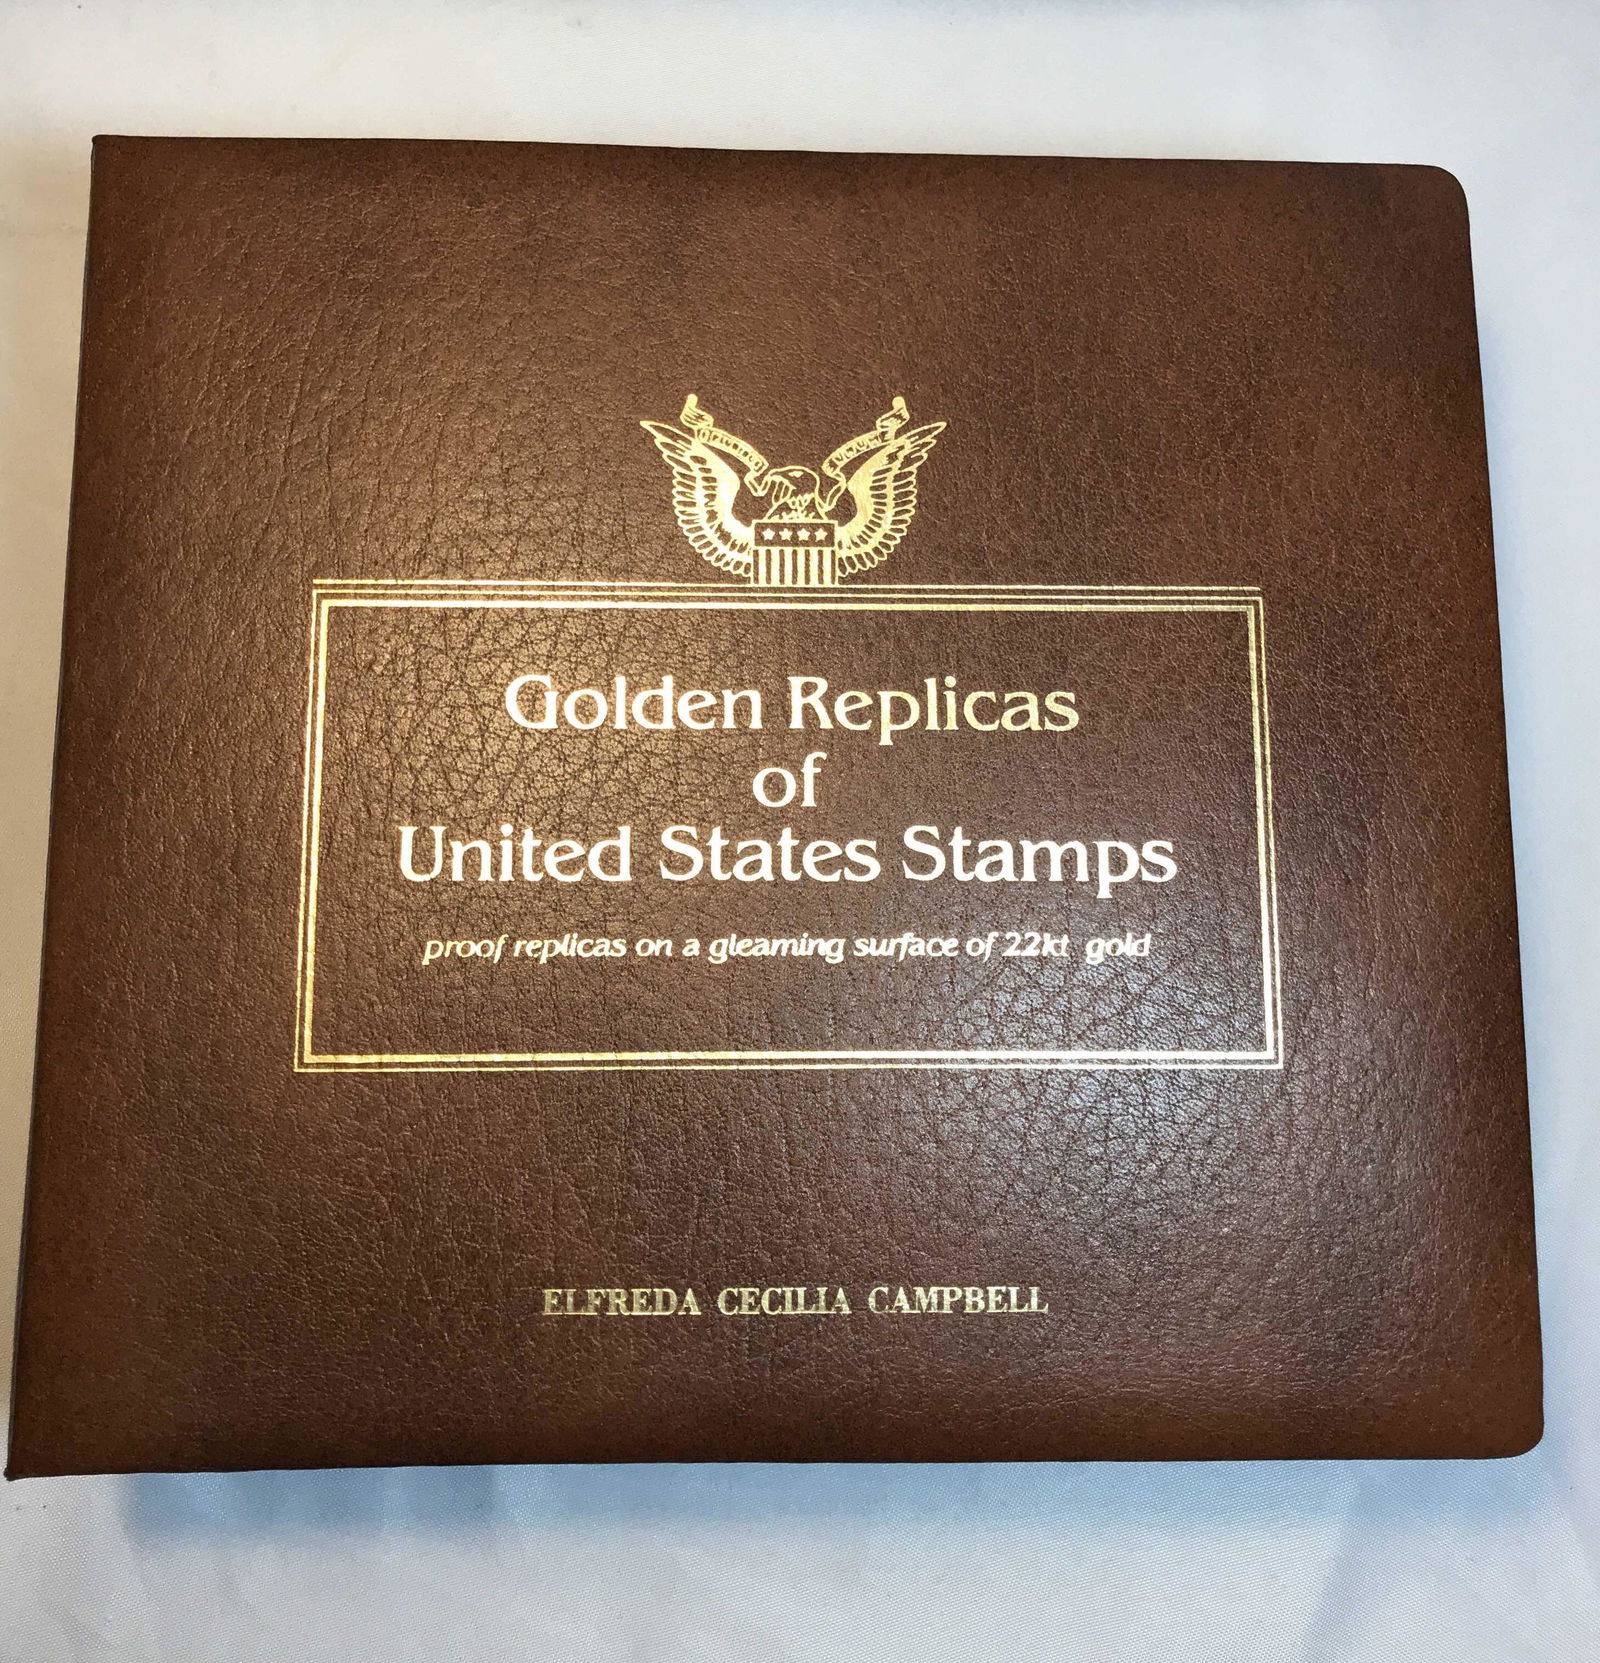 Golden Replicas
of
United States Stamps
proof replicas on a gleaming surface of 22kt gold
ELFREDA CECILIA CAMPBELL